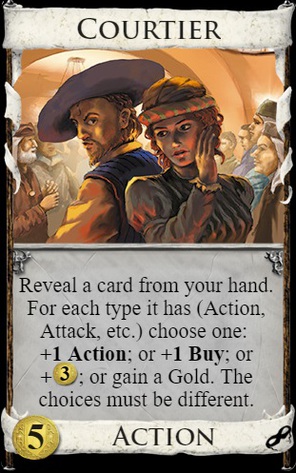 COURTIER
Reveal a card from your hand.
For each type it has (Action,
Attack, etc.) choose one:
+1 Action; or +1 Buy; or
+3; or gain a Gold. The
choices must be different.
5 ACTION